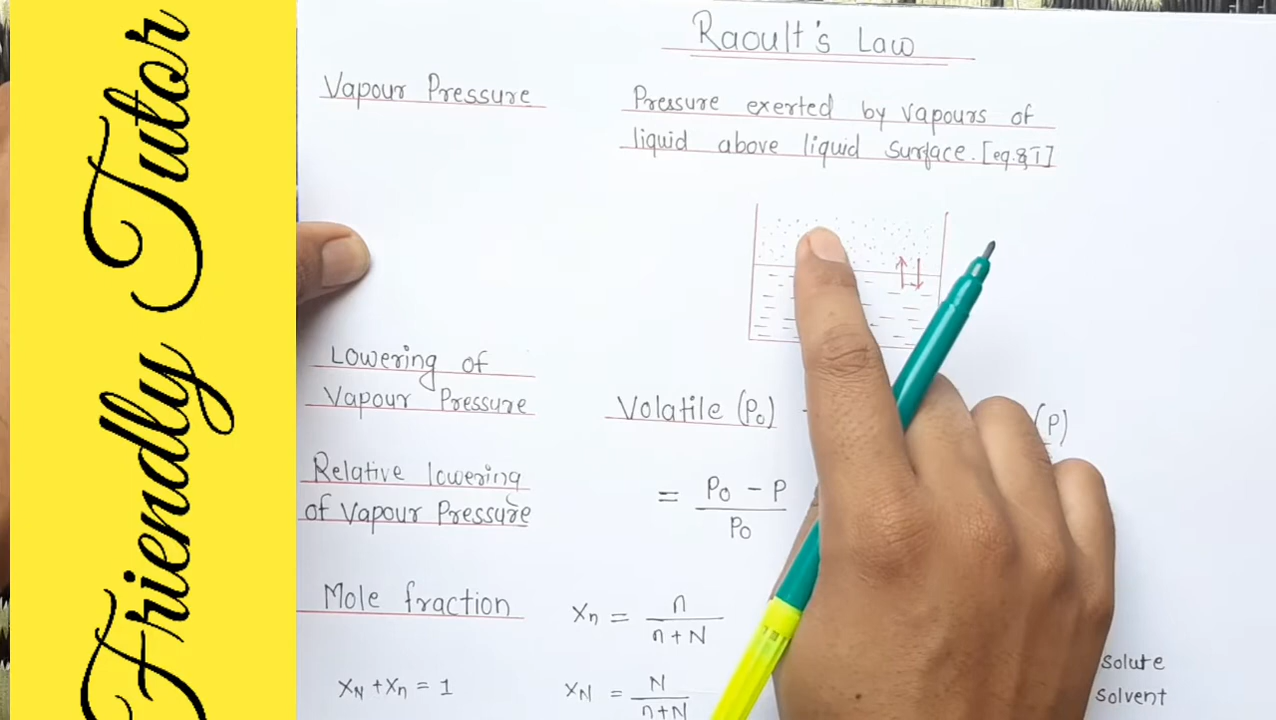 Friendly Tutor
Raoult's Law
Vapour Pressure
Pressure exerted by vapours of
liquid above liquid surface. [eq. & T]
Lowering of
Vapour Pressure
Volatile (P₀)
(P)
Relative lowering
of Vapour Pressure
= P₀ - P / P₀
Mole fraction
xn = n / n+N
solute
xN + xn = 1
xN = N / n+N
solvent